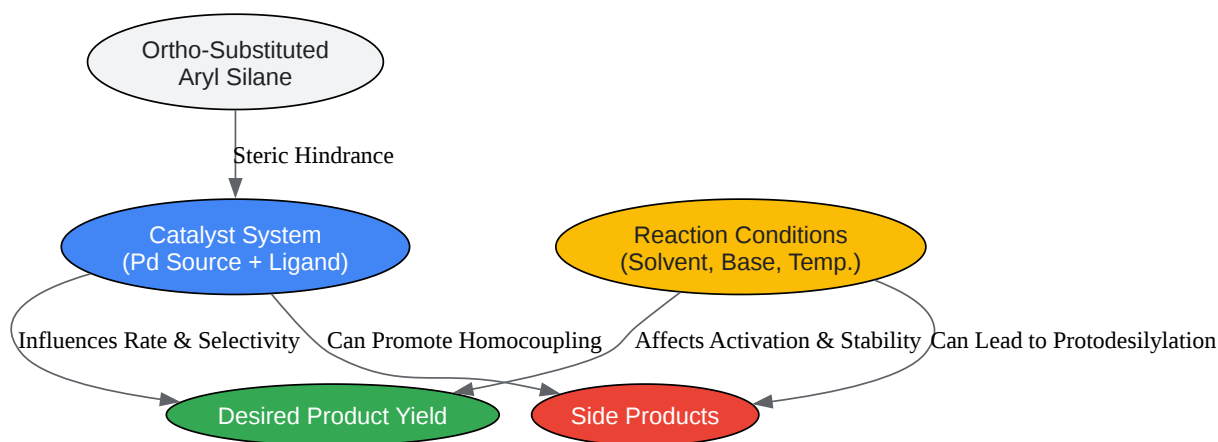 Ortho-Substituted
Aryl Silane
Steric Hindrance
Catalyst System
(Pd Source + Ligand)
Reaction Conditions
(Solvent, Base, Temp.)
Influences Rate & Selectivity
Can Promote Homocoupling
Affects Activation & Stability
Can Lead to Protodesilylation
Desired Product Yield
Side Products